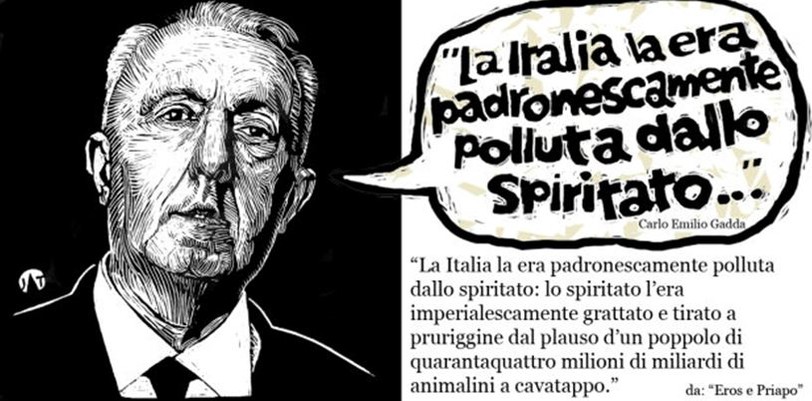 "La Italia la era
padronescamente
polluta dallo
Spiritato..."
Carlo Emilio Gadda
“La Italia la era padronescamente polluta
dallo spiritato: lo spiritato l’era
imperialescamente grattato e tirato a
pruriggine dal plauso d’un poppolo di
quarantaquattro milioni di miliardi di
animalini a cavatappo.”
da: “Eros e Priapo”